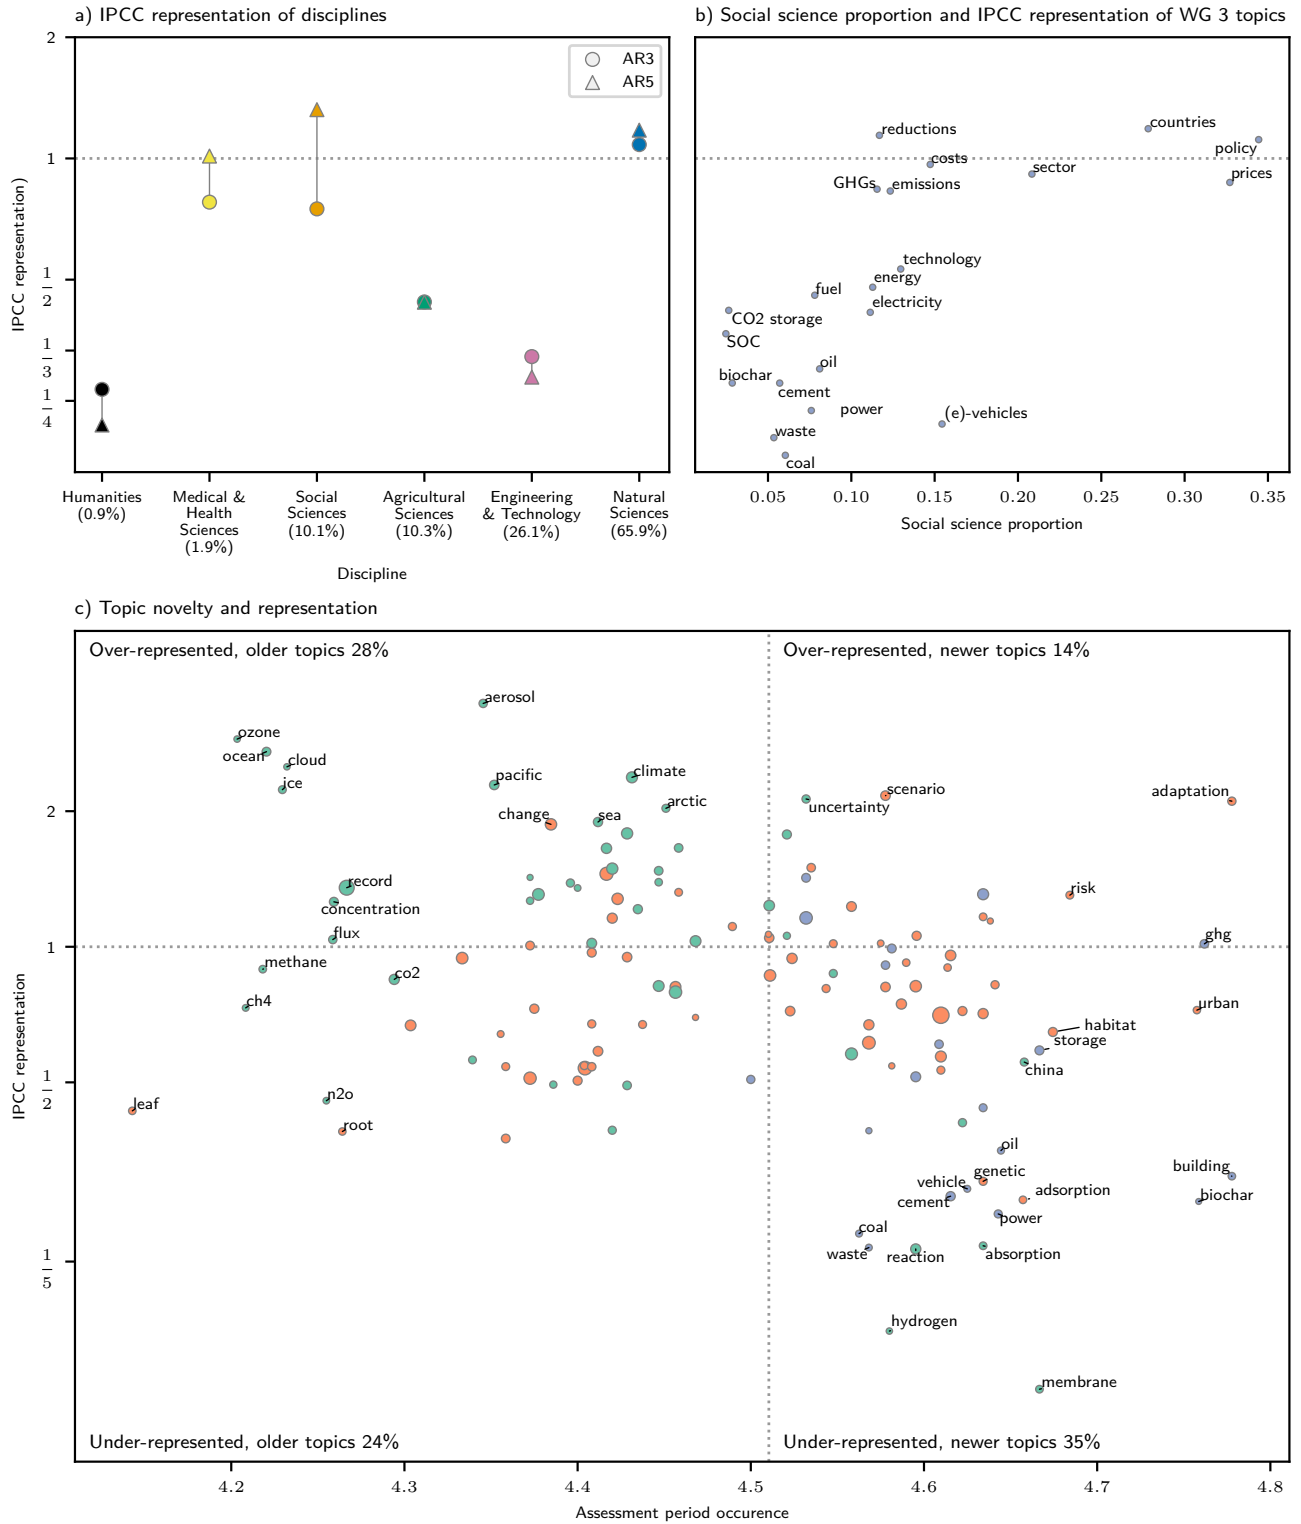 a) IPCC representation of disciplines
2
1
1
2
1
3
1
4
IPCC representation)
AR3
AR5
Humanities
(0.9%)
Medical &
Health
Sciences
(1.9%)
Social
Sciences
(10.1%)
Agricultural
Sciences
(10.3%)
Engineering
& Technology
(26.1%)
Natural
Sciences
(65.9%)
Discipline
b) Social science proportion and IPCC representation of WG 3 topics
countries
reductions
policy
costs
sector
prices
GHGs
emissions
technology
energy
fuel
electricity
CO2 storage
SOC
oil
biochar
cement
power
(e)-vehicles
waste
coal
0.05
0.10
0.15
0.20
0.25
0.30
0.35
Social science proportion
c) Topic novelty and representation
Over-represented, older topics 28%
Over-represented, newer topics 14%
aerosol
ozone
ocean
cloud
ice
pacific
climate
change
sea
arctic
uncertainty
scenario
adaptation
record
concentration
flux
risk
ghg
methane
co2
ch4
urban
habitat
storage
china
leaf
n2o
root
oil
genetic
vehicle
cement
adsorption
building
biochar
power
coal
waste
reaction
absorption
hydrogen
membrane
2
1
1
2
1
5
IPCC representation
Under-represented, older topics 24%
Under-represented, newer topics 35%
4.2
4.3
4.4
4.5
4.6
4.7
4.8
Assessment period occurence